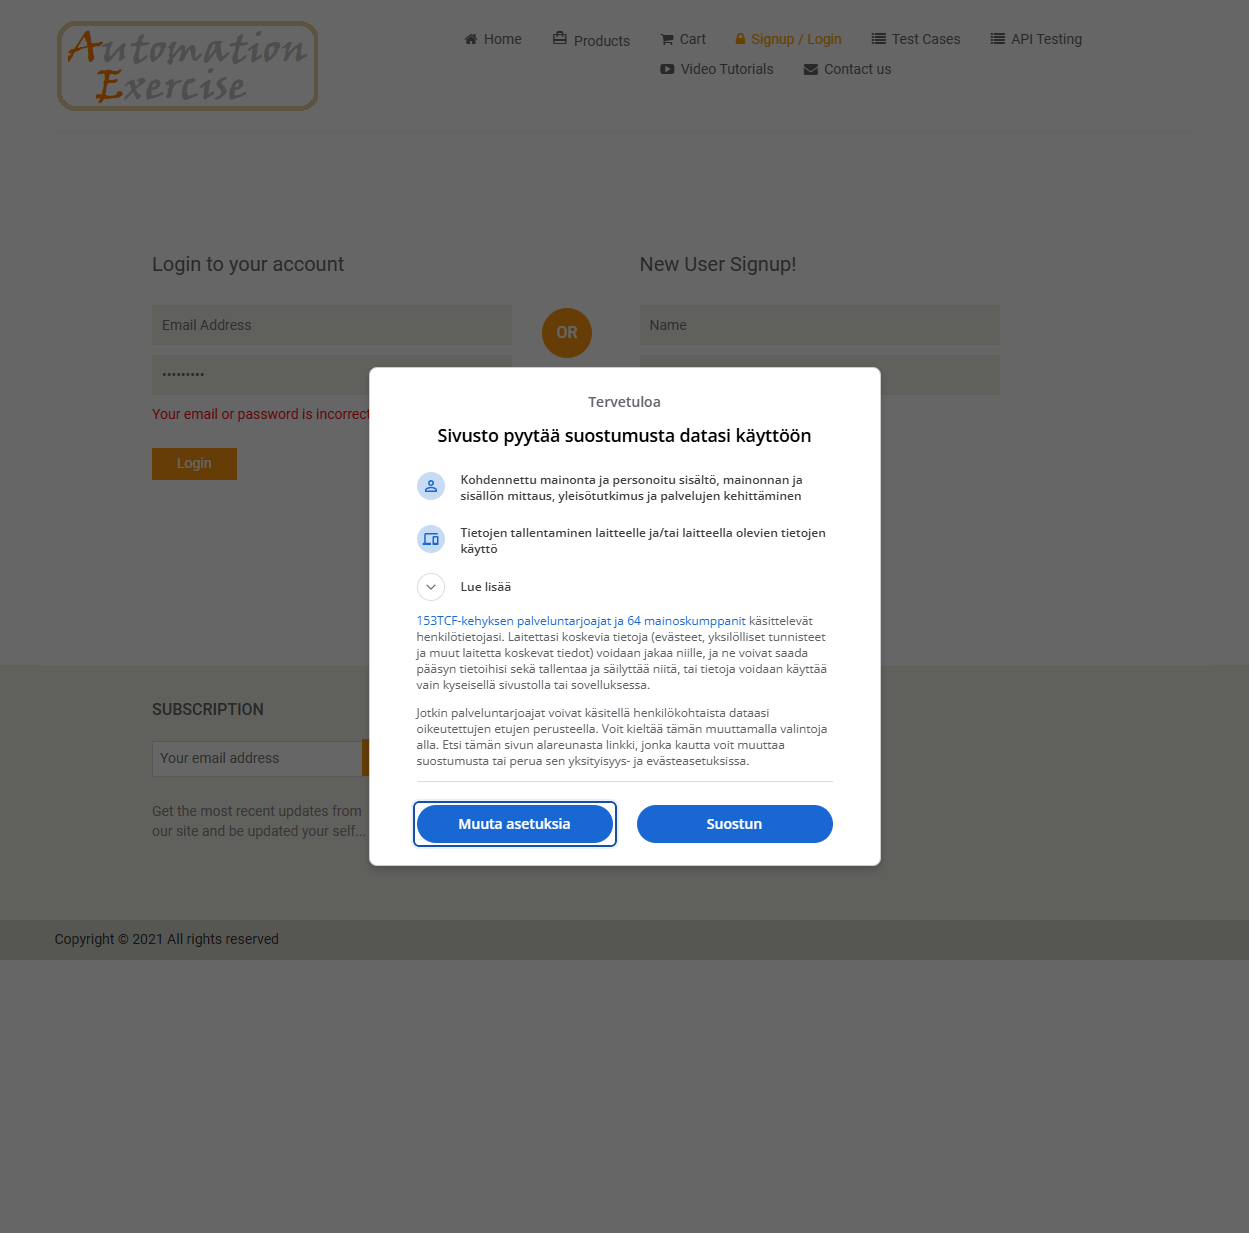 Automation
Exercise
Home
Products
Cart
Signup / Login
Test Cases
API Testing
Video Tutorials
Contact us
Login to your account
New User Signup!
Email Address
OR
Name
•••••••••
Your email or password is incorrect
Login
Tervetuloa
Sivusto pyytää suostumusta datasi käyttöön
Kohdennettu mainonta ja personoitu sisältö, mainonnan ja
sisällön mittaus, yleisötutkimus ja palvelujen kehittäminen
Tietojen tallentaminen laitteelle ja/tai laitteella olevien tietojen
käyttö
Lue lisää
153TCF-kehyksen palveluntarjoajat ja 64 mainoskumppanit käsittelevät
henkilötietojasi. Laitettasi koskevia tietoja (evästeet, yksilölliset tunnisteet
ja muut laitetta koskevat tiedot) voidaan jakaa niille, ja ne voivat saada
pääsyn tietoihisi sekä tallentaa ja säilyttää niitä, tai tietoja voidaan käyttää
vain kyseisellä sivustolla tai sovelluksessa.
Jotkin palveluntarjoajat voivat käsitellä henkilökohtaista dataasi
oikeutettujen etujen perusteella. Voit kieltää tämän muuttamalla valintoja
alla. Etsi tämän sivun alareunasta linkki, jonka kautta voit muuttaa
suostumusta tai perua sen yksityisyys- ja evästeasetuksissa.
Muuta asetuksia
Suostun
SUBSCRIPTION
Your email address
Get the most recent updates from
our site and be updated your self...
Copyright © 2021 All rights reserved